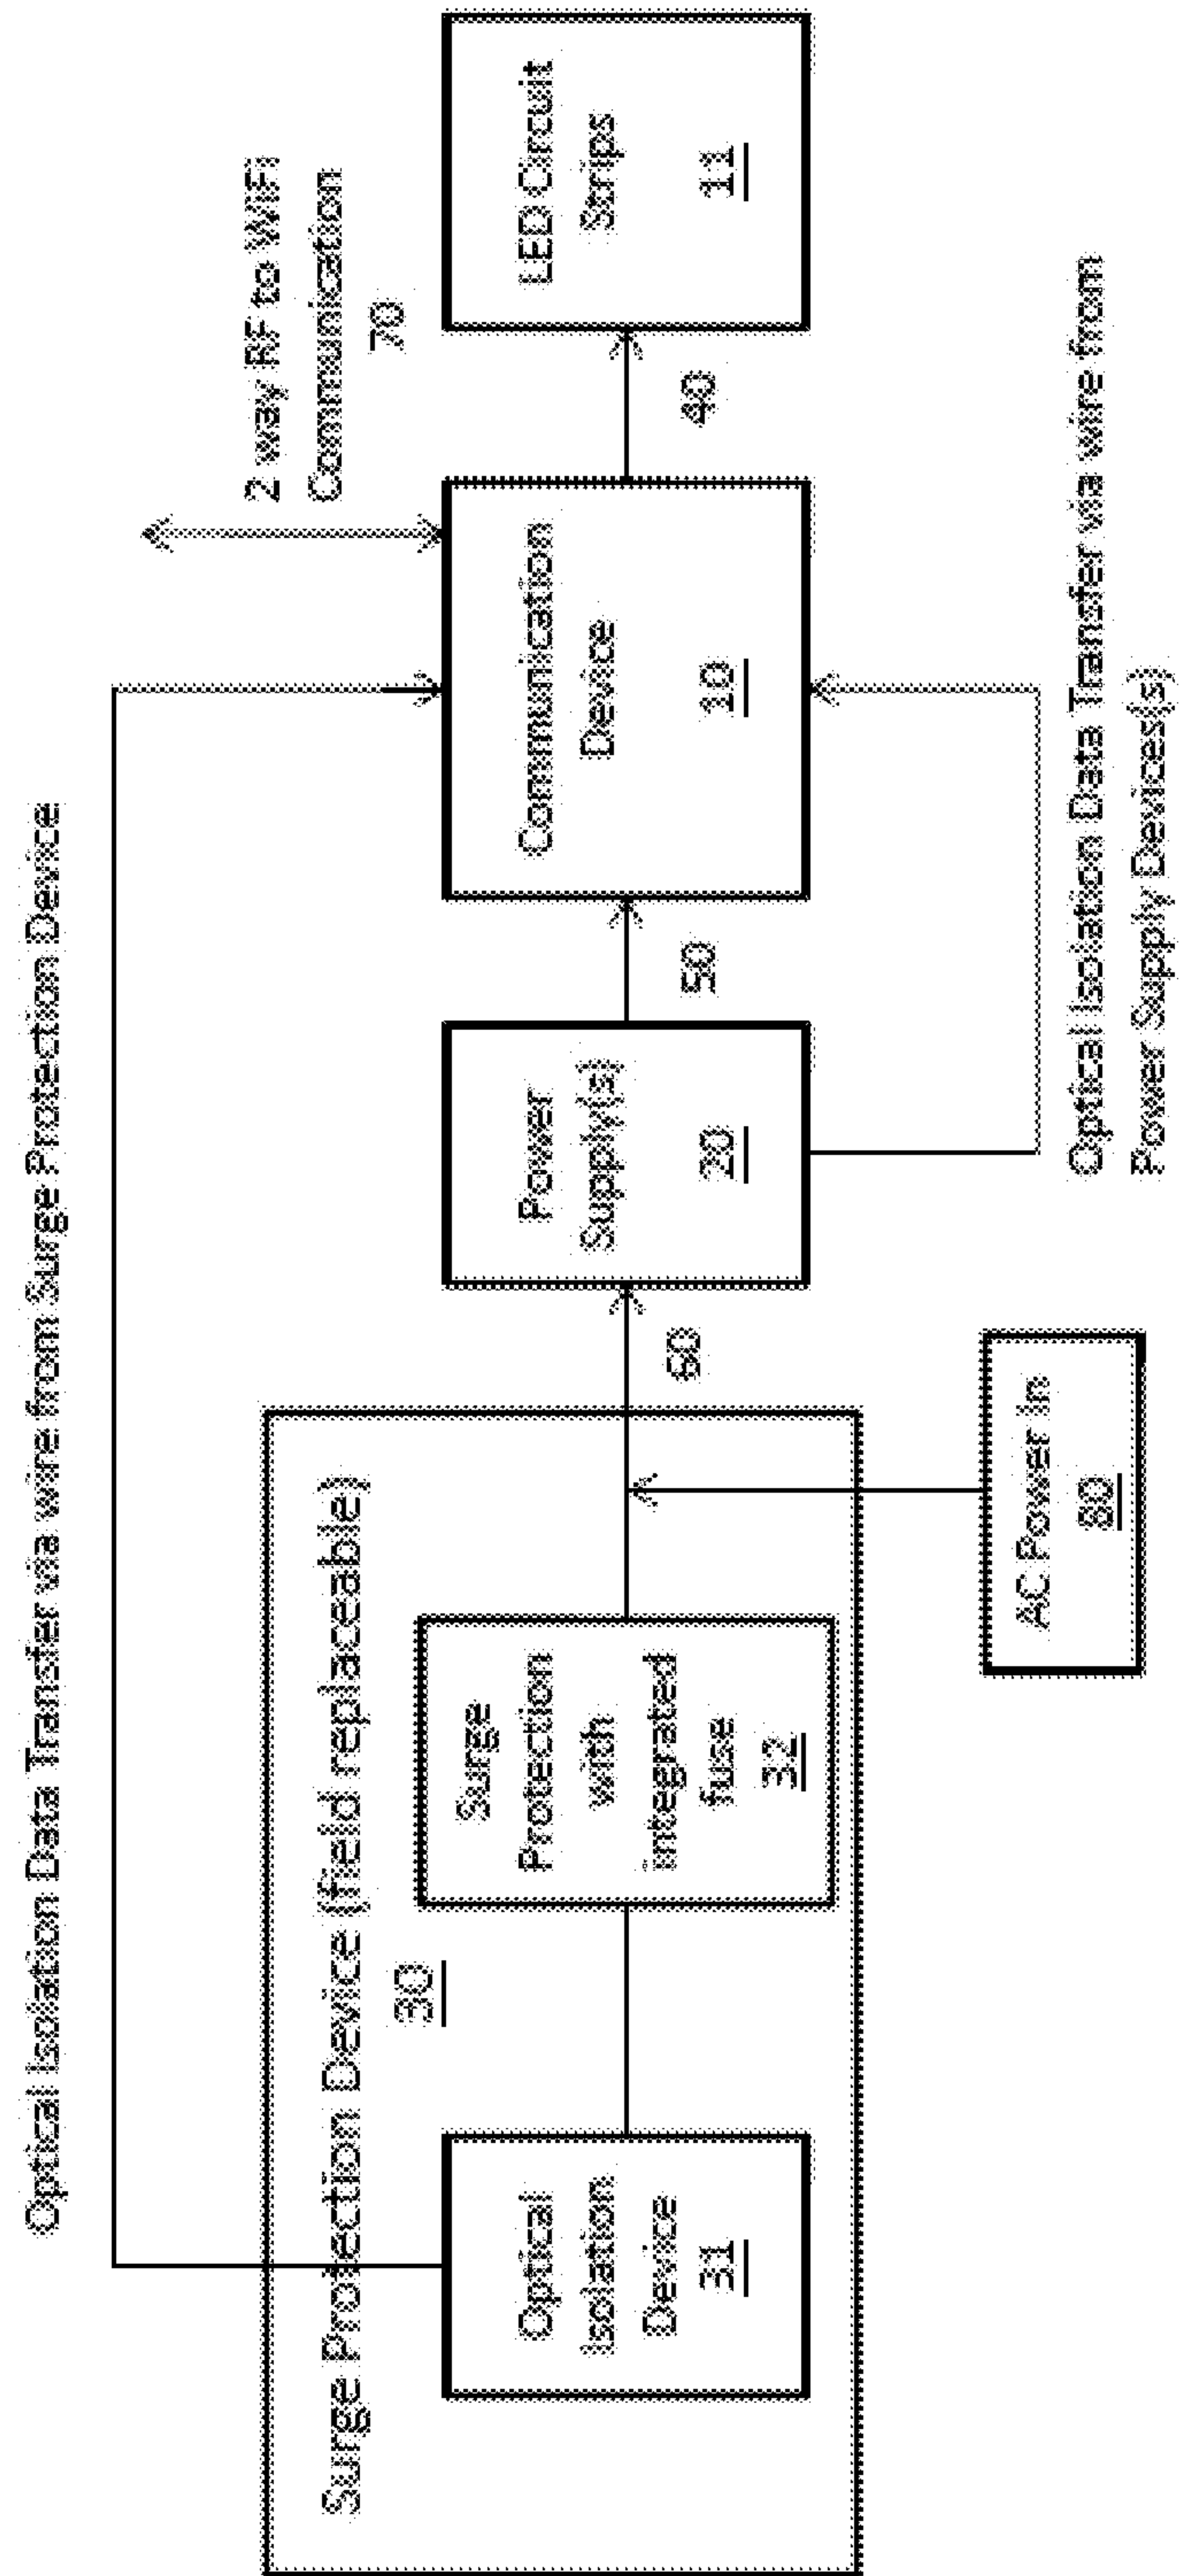 Optical Isolation Data Transfer via wire from Surge Protection Device
2 way RF to WiFi
Communication
70
Surge Protection Device (field replaceable)
30
Optical
Isolation
Device
31
Surge
Protection
with
integrated
fuse
32
60
Power
Supply(s)
20
50
Communication
Device
10
40
LED Circuit
Strips
11
AC Power in
80
Optical Isolation Data Transfer via wire from
Power Supply Devices(s)